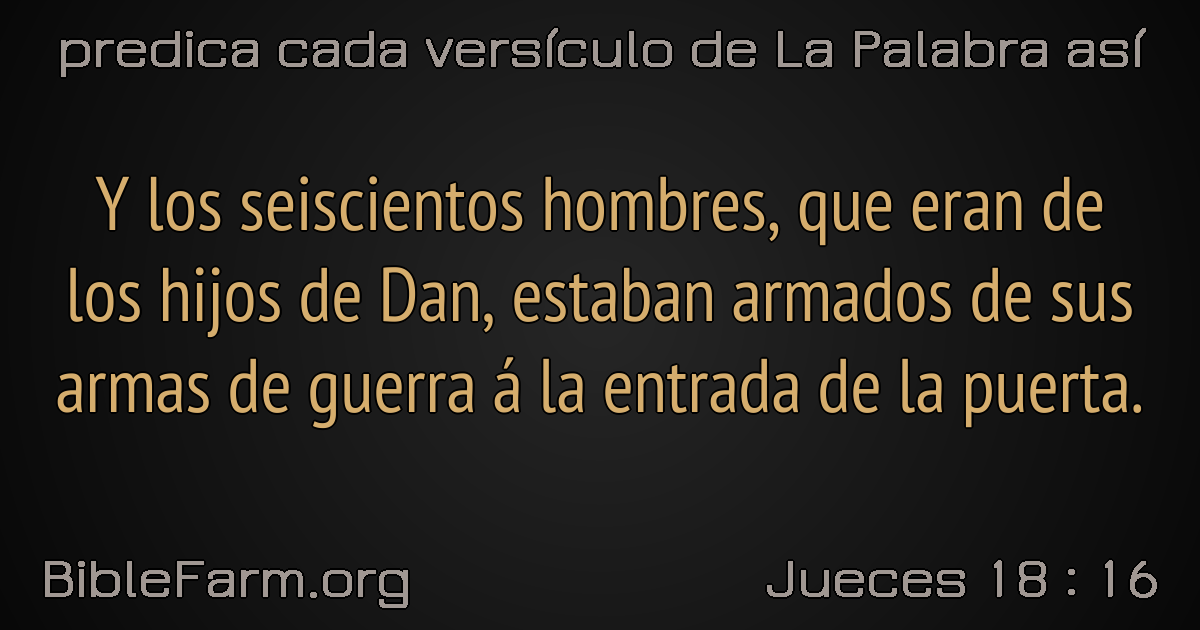 predica cada versículo de La Palabra así
Y los seiscientos hombres, que eran de
los hijos de Dan, estaban armados de sus
armas de guerra á la entrada de la puerta.
BibleFarm.org
Jueces 18 : 16